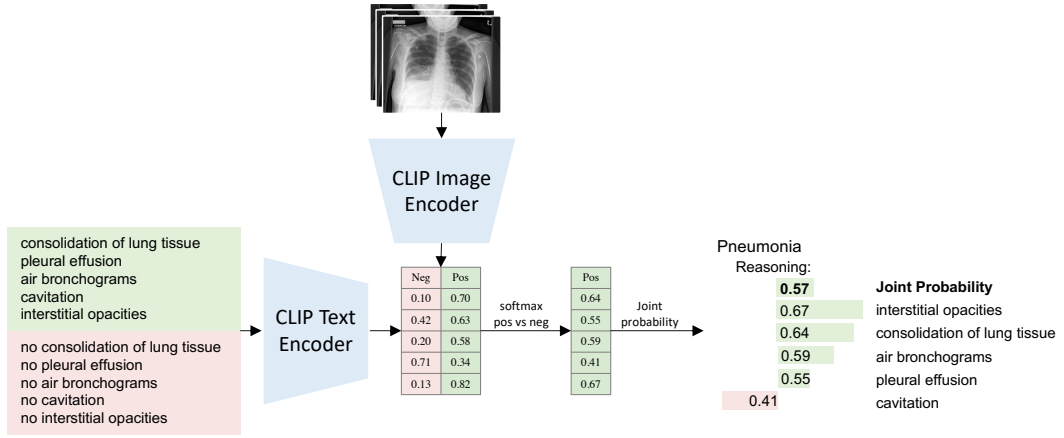 CLIP Image
Encoder
consolidation of lung tissue
pleural effusion
air bronchograms
cavitation
interstitial opacities
no consolidation of lung tissue
no pleural effusion
no air bronchograms
no cavitation
no interstitial opacities
CLIP Text
Encoder
Neg Pos
0.10 0.70
0.42 0.63
0.20 0.58
0.71 0.34
0.13 0.82
softmax
pos vs neg
Pos
0.64
0.55
0.59
0.41
0.67
Joint
probability
Pneumonia
Reasoning:
0.57 Joint Probability
0.67 interstitial opacities
0.64 consolidation of lung tissue
0.59 air bronchograms
0.55 pleural effusion
0.41 cavitation